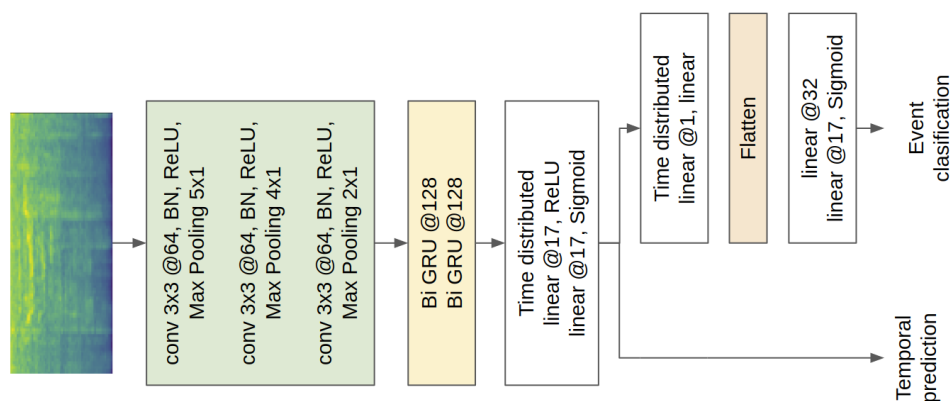 conv 3x3 @64, BN, ReLU,
Max Pooling 5x1
conv 3x3 @64, BN, ReLU,
Max Pooling 4x1
conv 3x3 @64, BN, ReLU,
Max Pooling 2x1
Bi GRU @128
Bi GRU @128
Time distributed
linear @17, ReLU
linear @17, Sigmoid
Time distributed
linear @1, linear
Flatten
linear @32
linear @17, Sigmoid
Event
clasification
Temporal
prediction